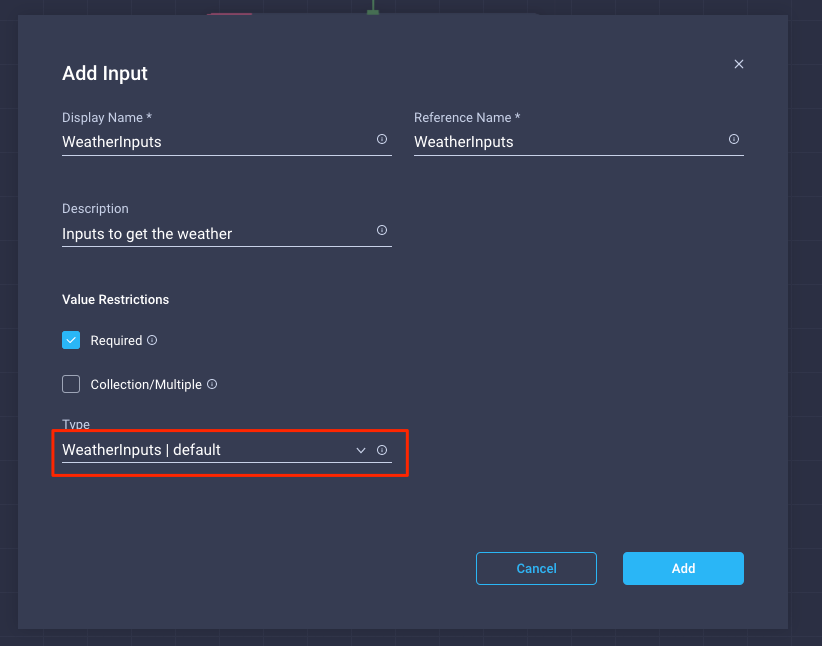 Add Input
Display Name *
Reference Name *
WeatherInputs
WeatherInputs
Description
Inputs to get the weather
Value Restrictions
Required
Collection/Multiple
Type
WeatherInputs | default
Cancel
Add